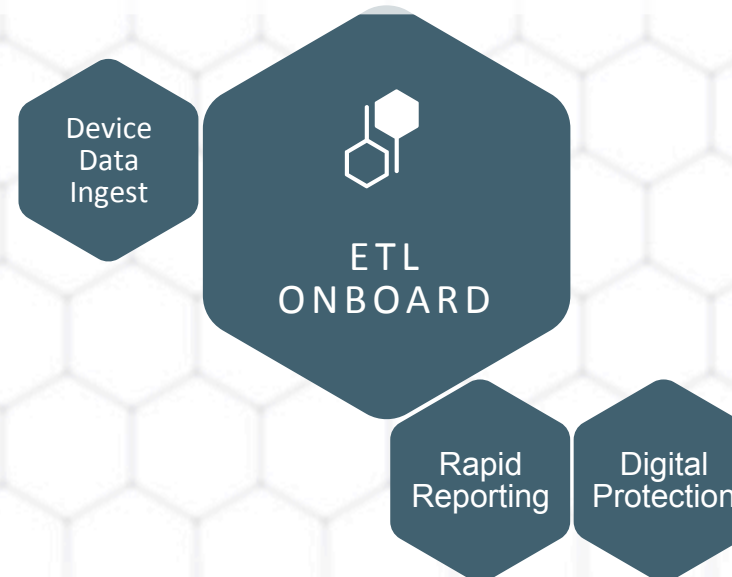 Device
Data
Ingest
ETL
ONBOARD
Rapid
Reporting
Digital
Protection